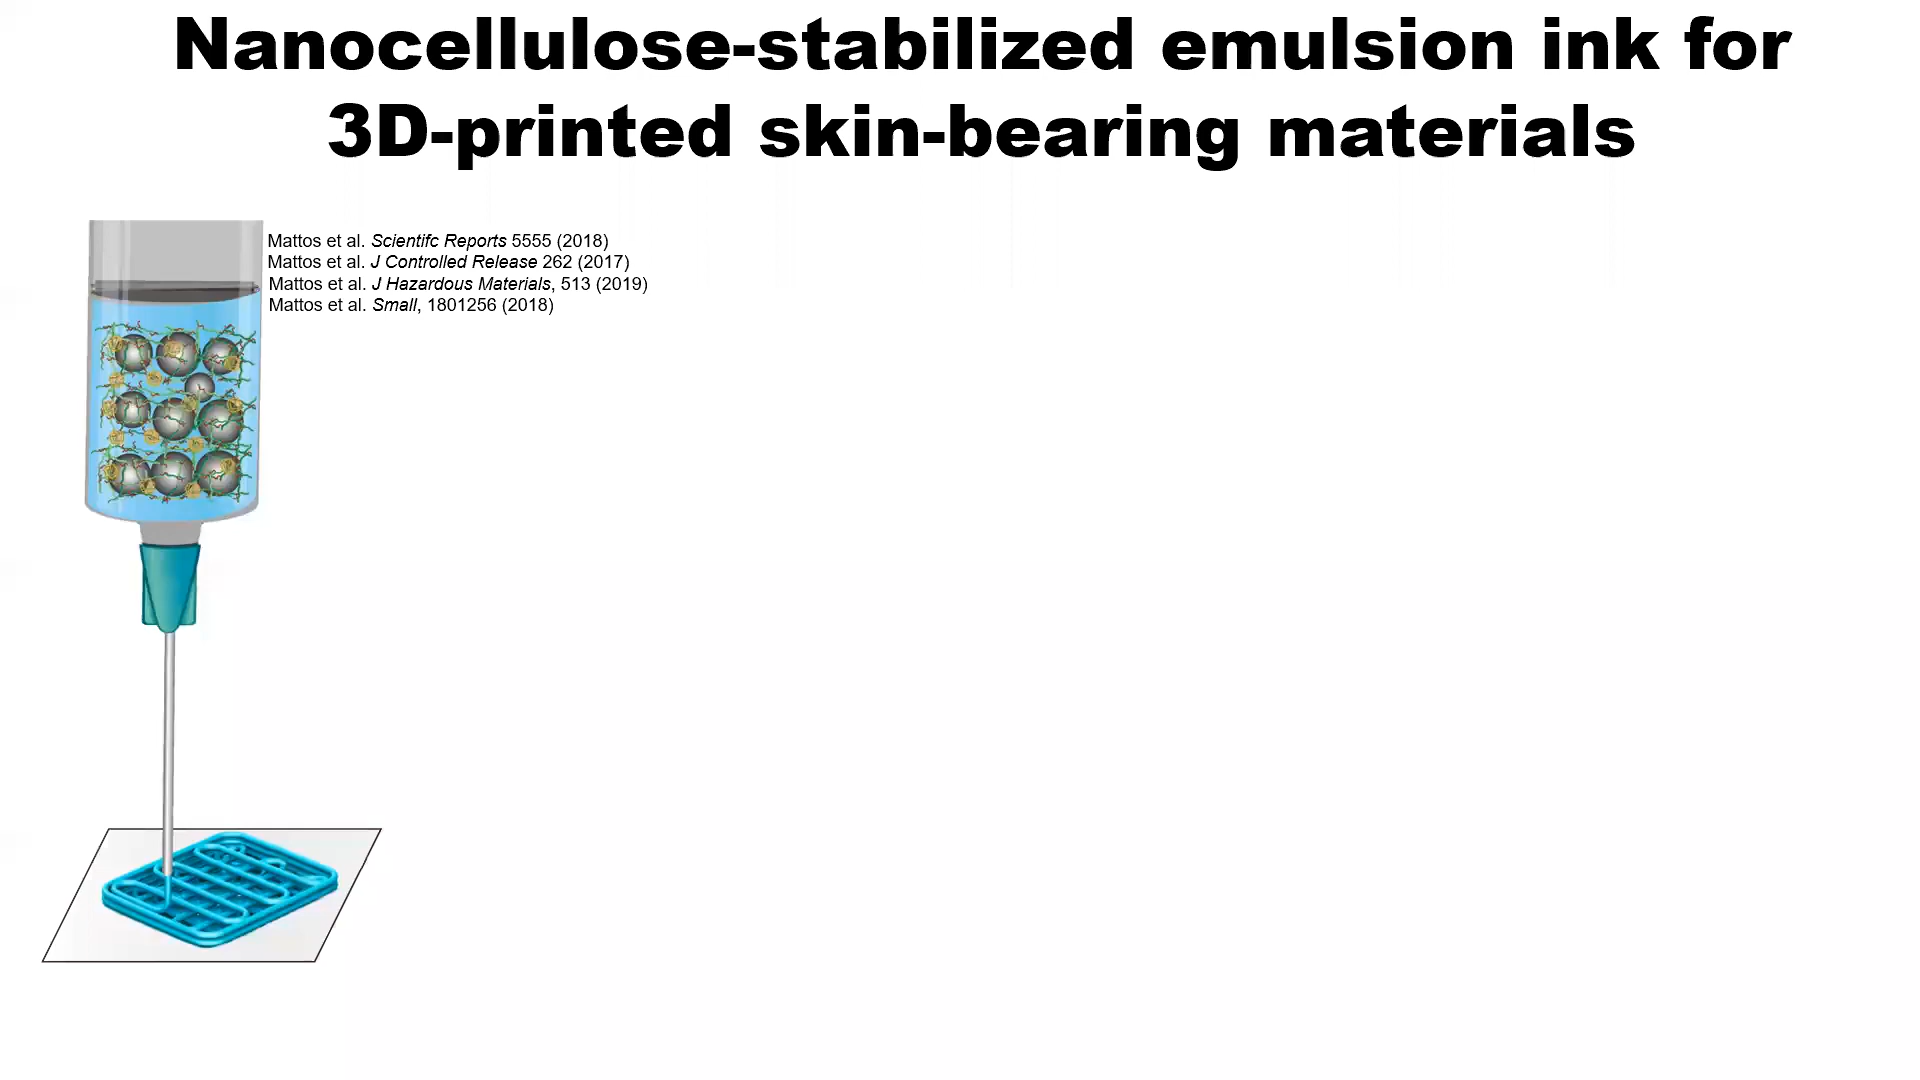 Nanocellulose-stabilized emulsion ink for
3D-printed skin-bearing materials
Mattos et al. Scientifc Reports 5555 (2018)
Mattos et al. J Controlled Release 262 (2017)
Mattos et al. J Hazardous Materials, 513 (2019)
Mattos et al. Small, 1801256 (2018)